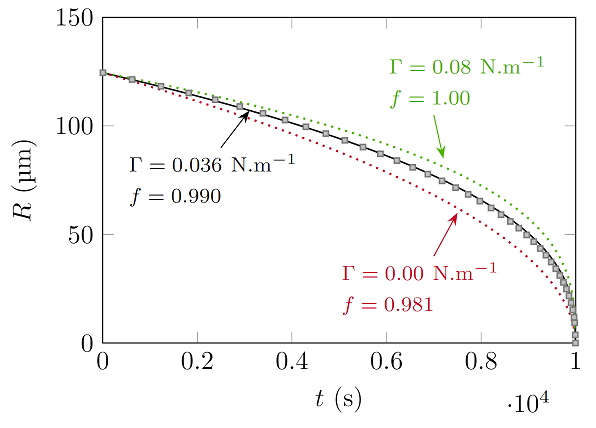 150
Γ = 0.08 N.m⁻¹
f = 1.00
100
R (µm)
Γ = 0.036 N.m⁻¹
f = 0.990
50
Γ = 0.00 N.m⁻¹
f = 0.981
0
0 0.2 0.4 0.6 0.8 1
t (s)
·10⁴